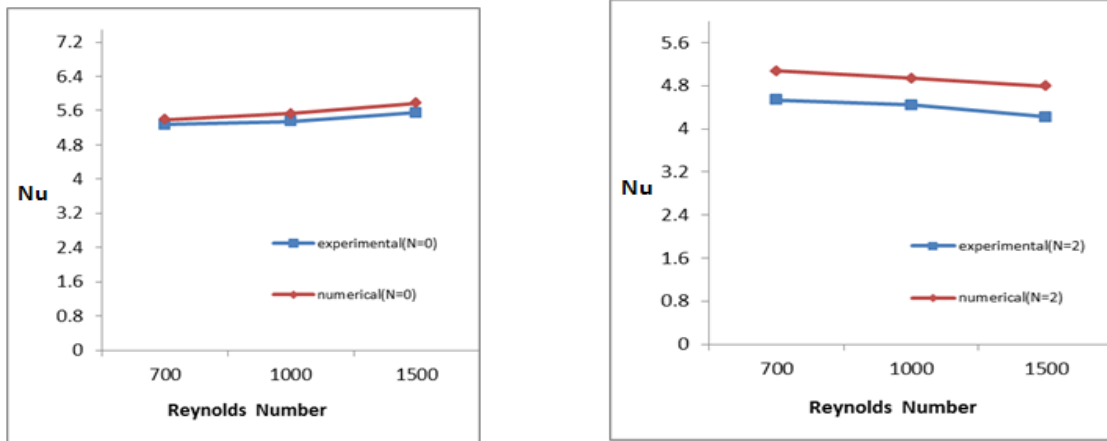 7.2
6.4
5.6
4.8
4
3.2
2.4
1.6
0.8
0
Nu
experimental(N=0)
numerical(N=0)
700 1000 1500
Reynolds Number
5.6
4.8
4
3.2
2.4
1.6
0.8
0
Nu
experimental(N=2)
numerical(N=2)
700 1000 1500
Reynolds Number